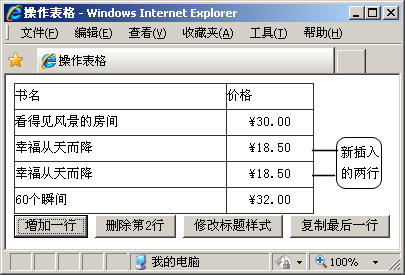 操作表格 - Windows Internet Explorer
文件(F) 编辑(E) 查看(V) 收藏夹(A) 工具(T) 帮助(H)
操作表格
书名 价格
看得见风景的房间 ¥30.00
幸福从天而降 ¥18.50
幸福从天而降 ¥18.50
60个瞬间 ¥32.00
新插入
的两行
增加一行 删除第2行 修改标题样式 复制最后一行
我的电脑 100%